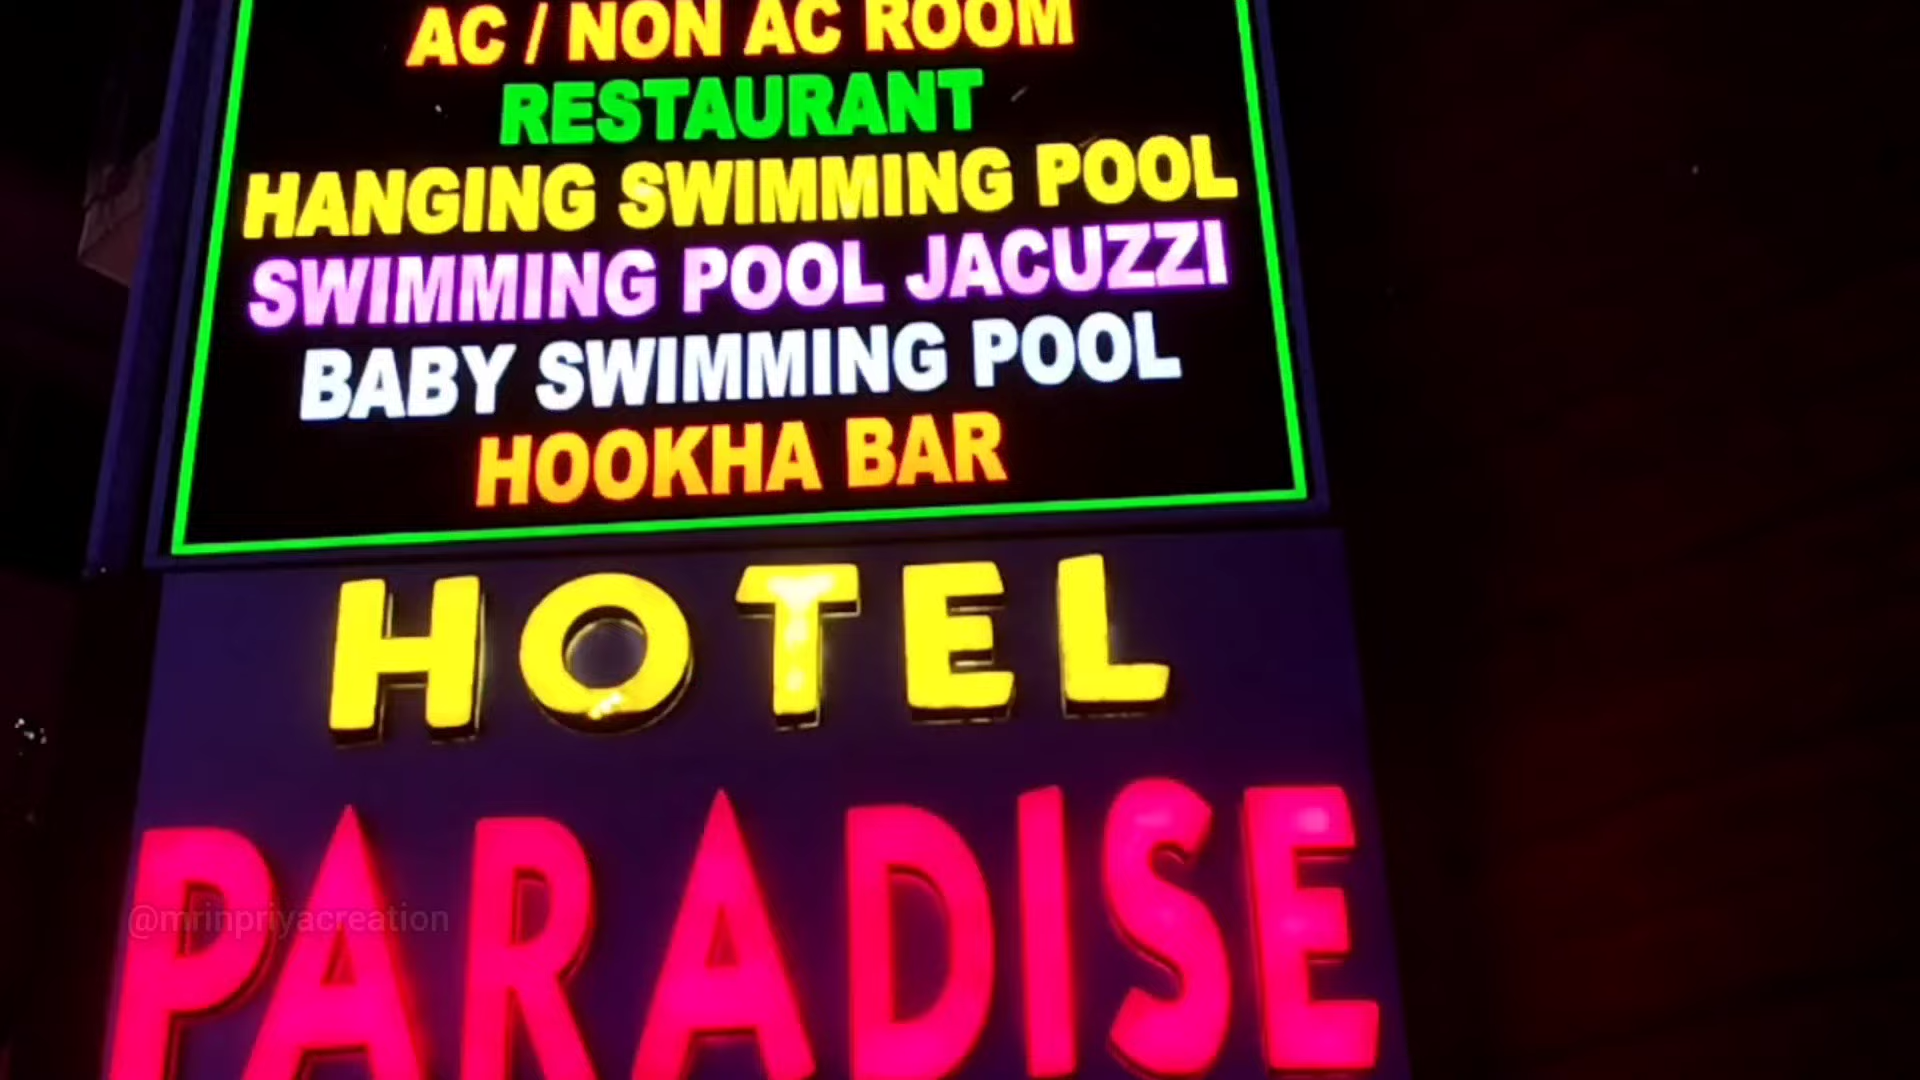 AC / NON AC ROOM
RESTAURANT
HANGING SWIMMING POOL
SWIMMING POOL JACUZZI
BABY SWIMMING POOL
HOOKHA BAR
HOTEL
PARADISE
@mrinpriyacreation